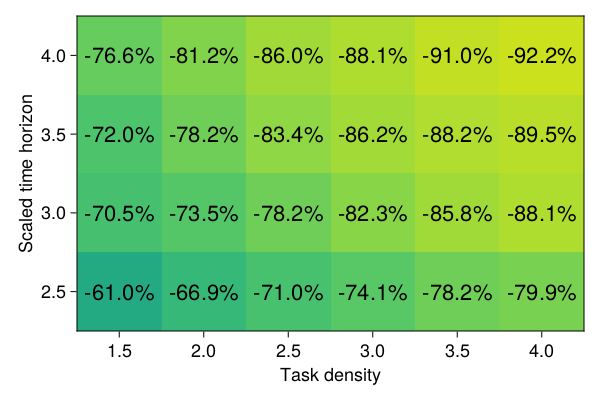 4.0 -76.6% -81.2% -86.0% -88.1% -91.0% -92.2%
3.5 -72.0% -78.2% -83.4% -86.2% -88.2% -89.5%
3.0 -70.5% -73.5% -78.2% -82.3% -85.8% -88.1%
2.5 -61.0% -66.9% -71.0% -74.1% -78.2% -79.9%
Scaled time horizon
1.5 2.0 2.5 3.0 3.5 4.0
Task density